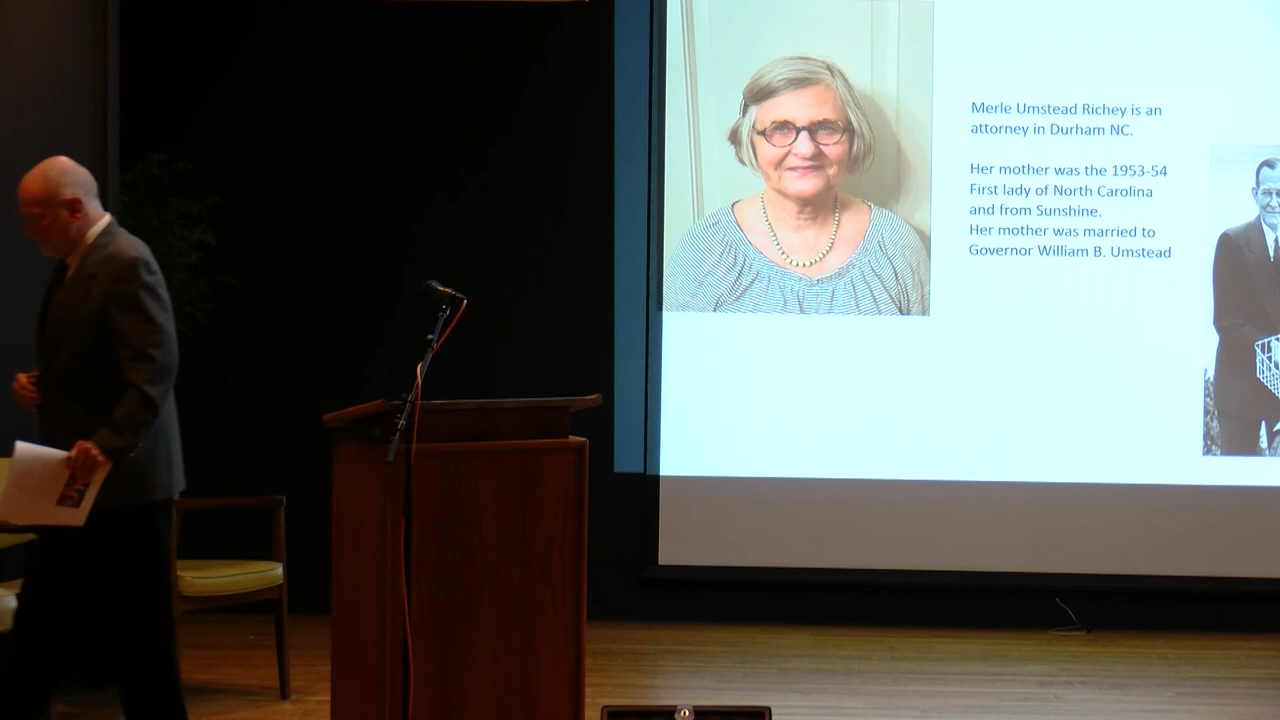 Merle Umstead Richey is an
attorney in Durham NC.
Her mother was the 1953-54
First lady of North Carolina
and from Sunshine.
Her mother was married to
Governor William B. Umstead